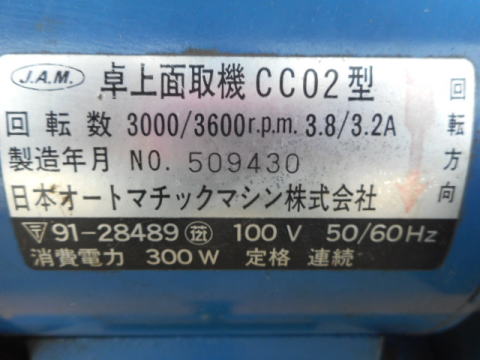 J.A.M. 卓上面取機 CC02型
回転数 3000/3600r.p.m. 3.8/3.2A
製造年月 NO. 509430
日本オートマチックマシン株式会社
回転方向
〒 91-28489 100V 50/60Hz
消費電力 300W 定格 連続